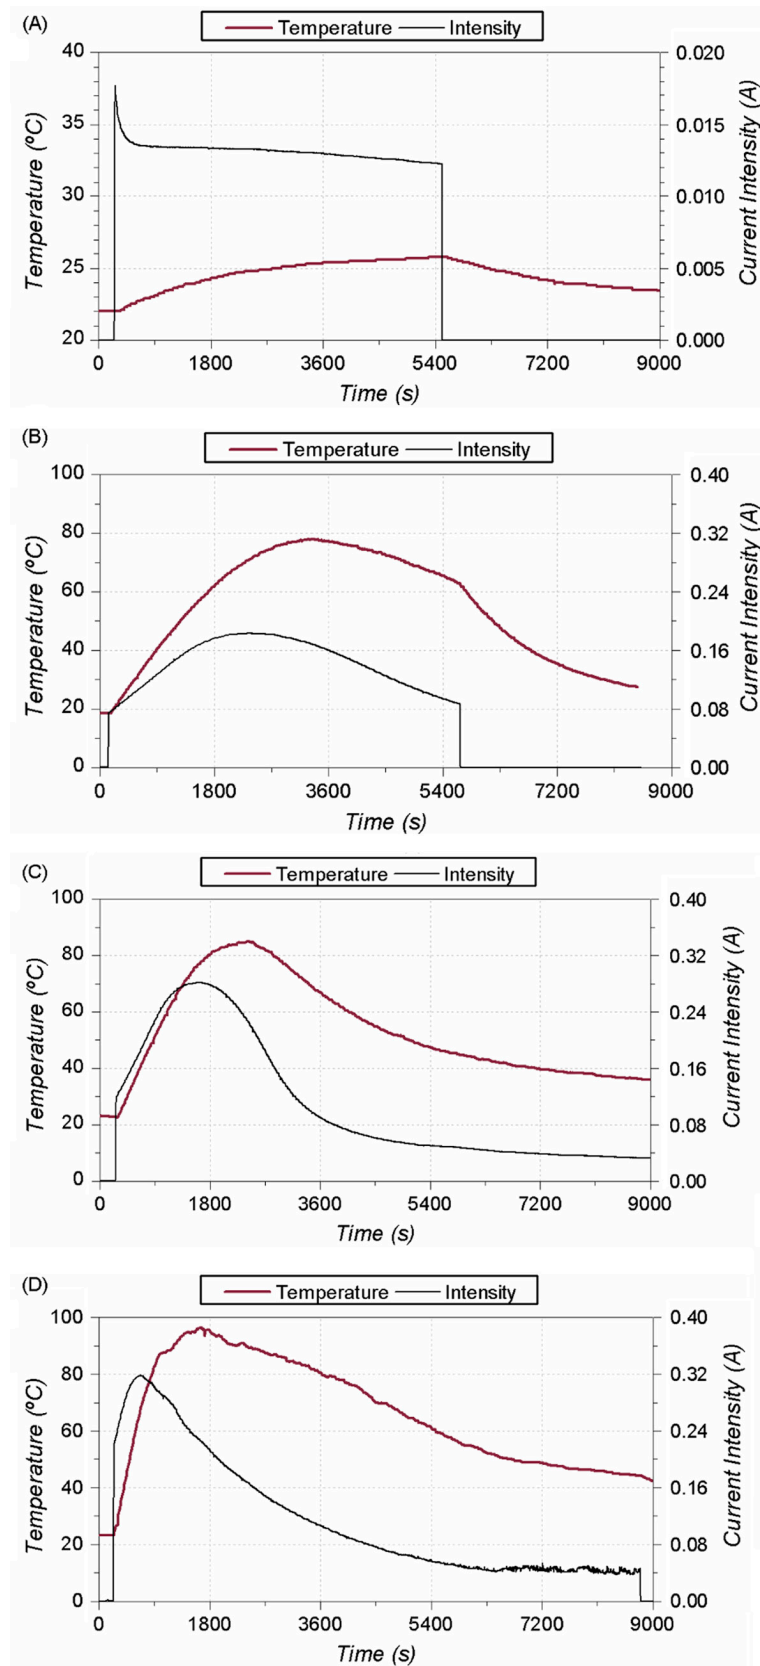 (A)
Temperature Intensity
40 0.020
35 0.015
30 0.010
25 0.005
20 0.000
Temperature (ºC)
Current Intensity (A)
0 1800 3600 5400 7200 9000
Time (s)
(B)
Temperature Intensity
100 0.40
80 0.32
60 0.24
40 0.16
20 0.08
0 0.00
Temperature (ºC)
Current Intensity (A)
0 1800 3600 5400 7200 9000
Time (s)
(C)
Temperature Intensity
100 0.40
80 0.32
60 0.24
40 0.16
20 0.08
0 0.00
Temperature (ºC)
Current Intensity (A)
0 1800 3600 5400 7200 9000
Time (s)
(D)
Temperature Intensity
100 0.40
80 0.32
60 0.24
40 0.16
20 0.08
0 0.00
Temperature (ºC)
Current Intensity (A)
0 1800 3600 5400 7200 9000
Time (s)